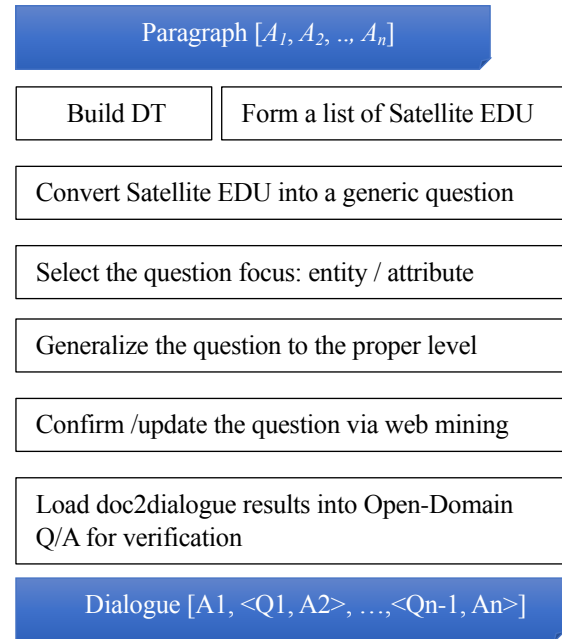 Paragraph [A1, A2, .., An]
Build DT
Form a list of Satellite EDU
Convert Satellite EDU into a generic question
Select the question focus: entity / attribute
Generalize the question to the proper level
Confirm /update the question via web mining
Load doc2dialogue results into Open-Domain
Q/A for verification
Dialogue [A1, <Q1, A2>, …,<Qn-1, An>]